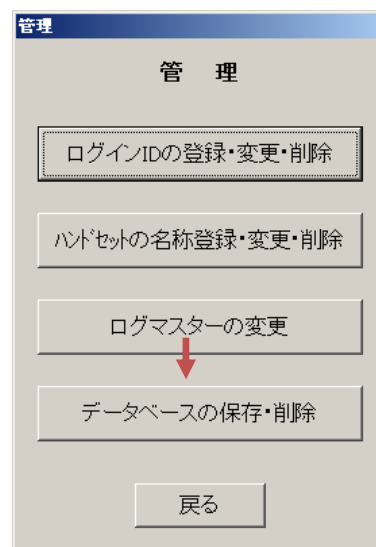 管理
管　理
ログインIDの登録・変更・削除
ﾊﾝﾄﾞｾｯﾄの名称登録・変更・削除
ログマスターの変更
データベースの保存・削除
戻る